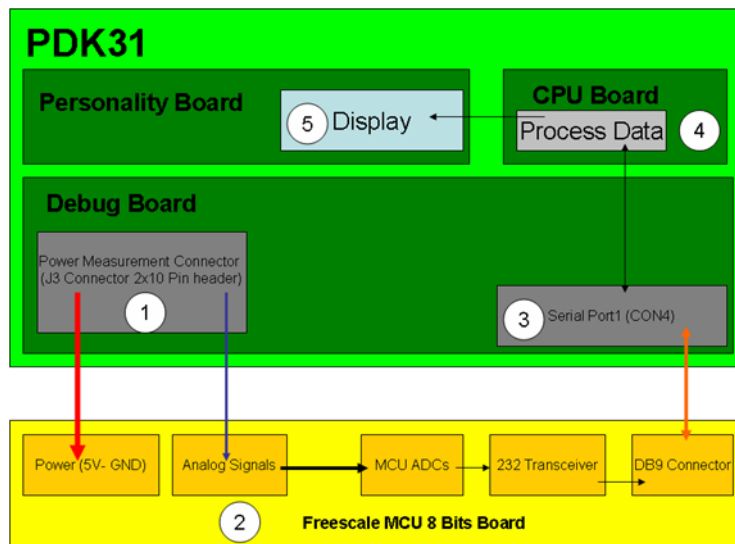 PDK31
Personality Board
5 Display
CPU Board
Process Data
4
Debug Board
Power Measurement Connector
(J3 Connector 2x10 Pin header)
1
3
Serial Port1 (CON4)
Power (5V- GND)
Analog Signals
MCU ADCs
232 Transceiver
DB9 Connector
2
Freescale MCU 8 Bits Board